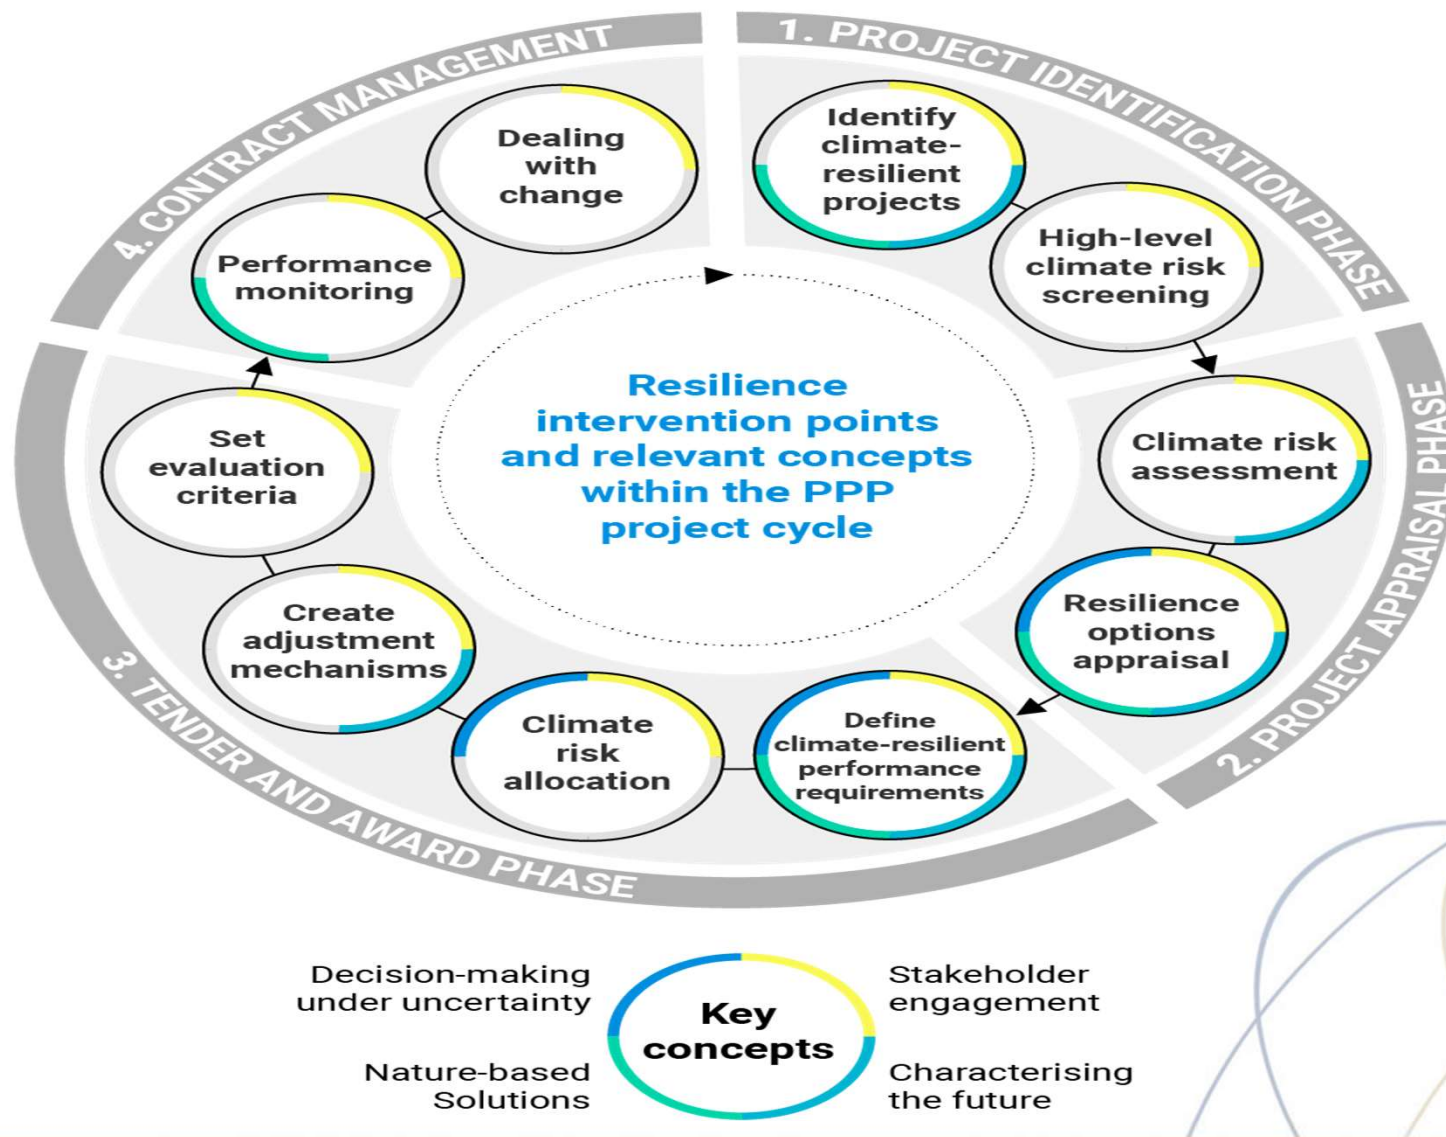 1. PROJECT IDENTIFICATION PHASE
Identify
climate-
resilient
projects
High-level
climate risk
screening
2. PROJECT APPRAISAL PHASE
Climate risk
assessment
Resilience
options
appraisal
3. TENDER AND AWARD PHASE
Define
climate-resilient
performance
requirements
Climate
risk
allocation
Create
adjustment
mechanisms
Set
evaluation
criteria
4. CONTRACT MANAGEMENT
Performance
monitoring
Dealing
with
change
Resilience
intervention points
and relevant concepts
within the PPP
project cycle
Key
concepts
Decision-making
under uncertainty
Stakeholder
engagement
Nature-based
Solutions
Characterising
the future